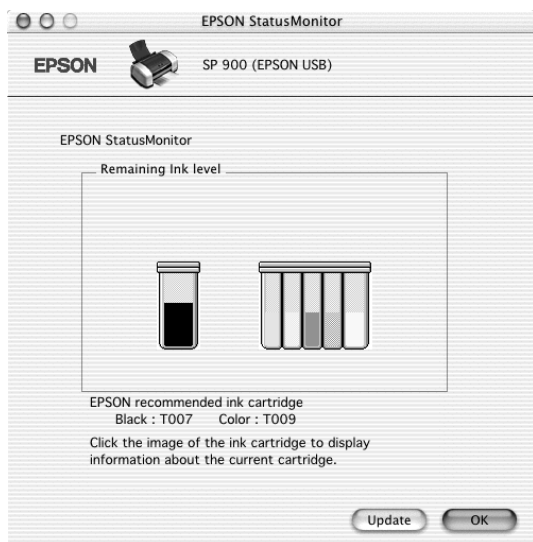 EPSON StatusMonitor
EPSON
SP 900 (EPSON USB)
EPSON StatusMonitor
Remaining Ink level
EPSON recommended ink cartridge
Black : T007 Color : T009
Click the image of the ink cartridge to display
information about the current cartridge.
Update OK